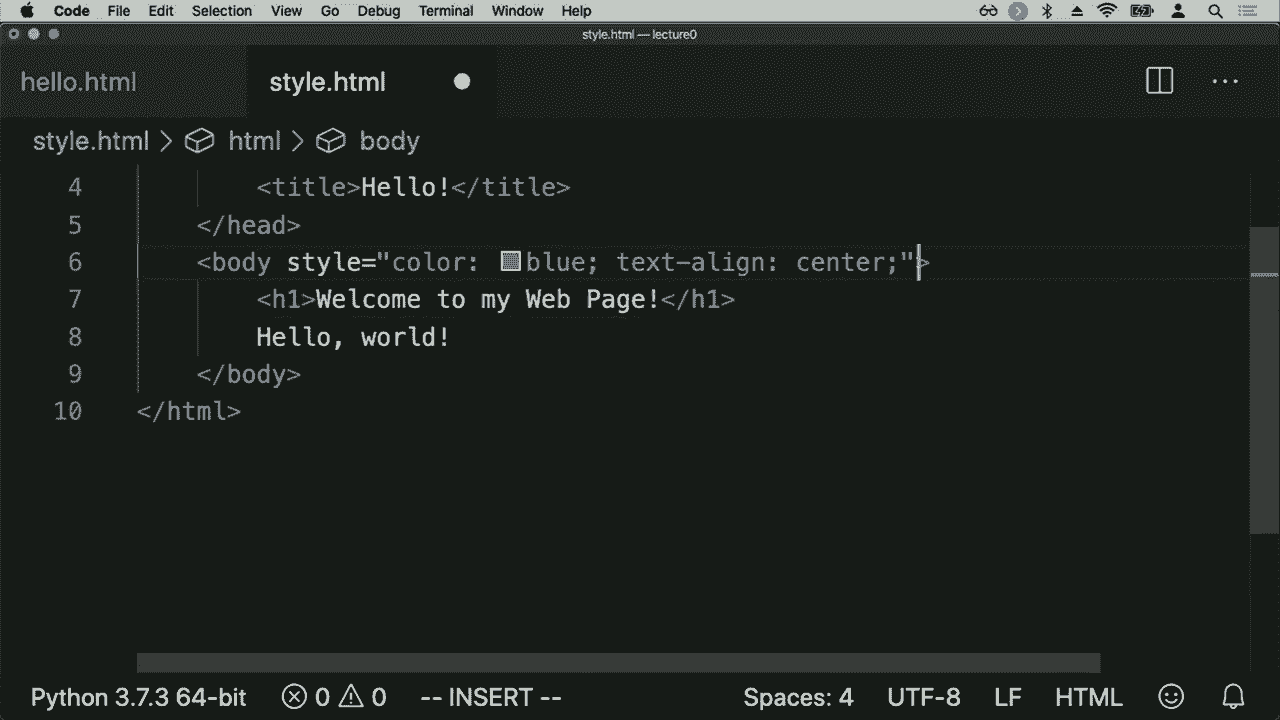 Code File Edit Selection View Go Debug Terminal Window Help
style.html — lecture0
hello.html style.html
style.html > html > body
4 <title>Hello!</title>
5 </head>
6 <body style="color: blue; text-align: center;">
7 <h1>Welcome to my Web Page!</h1>
8 Hello, world!
9 </body>
10 </html>
Python 3.7.3 64-bit 0 0 -- INSERT -- Spaces: 4 UTF-8 LF HTML